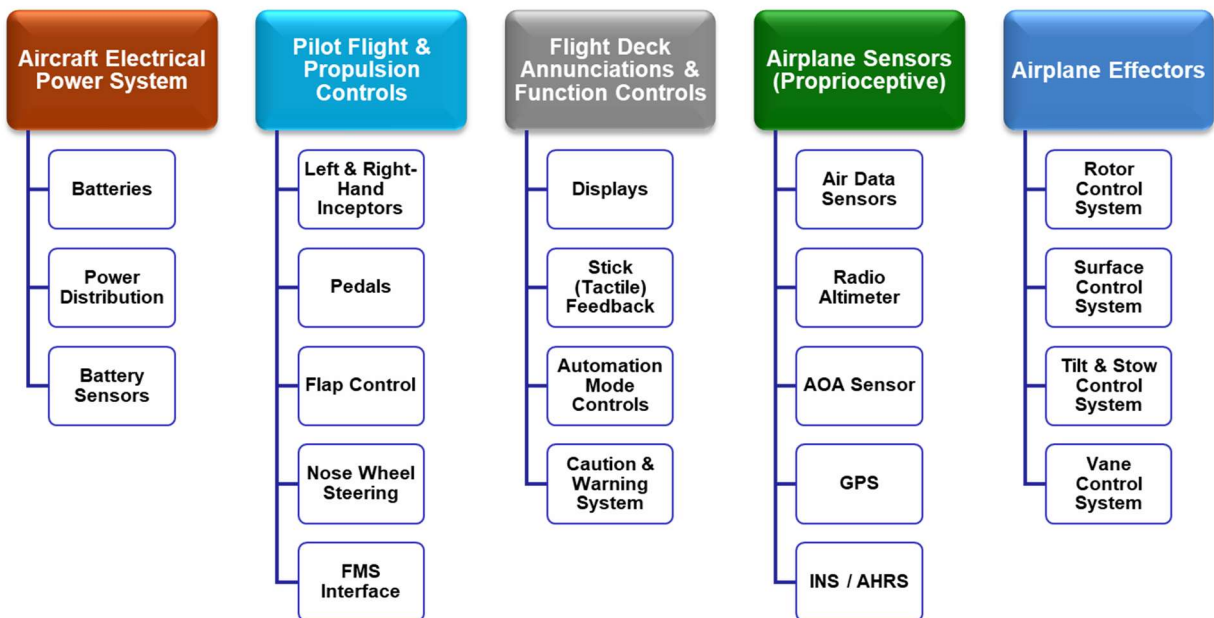 Aircraft Electrical
Power System
Batteries
Power
Distribution
Battery
Sensors
Pilot Flight &
Propulsion
Controls
Left & Right-
Hand
Inceptors
Pedals
Flap Control
Nose Wheel
Steering
FMS
Interface
Flight Deck
Annunciations &
Function Controls
Displays
Stick
(Tactile)
Feedback
Automation
Mode
Controls
Caution &
Warning
System
Airplane Sensors
(Proprioceptive)
Air Data
Sensors
Radio
Altimeter
AOA Sensor
GPS
INS / AHRS
Airplane Effectors
Rotor
Control
System
Surface
Control
System
Tilt & Stow
Control
System
Vane
Control
System